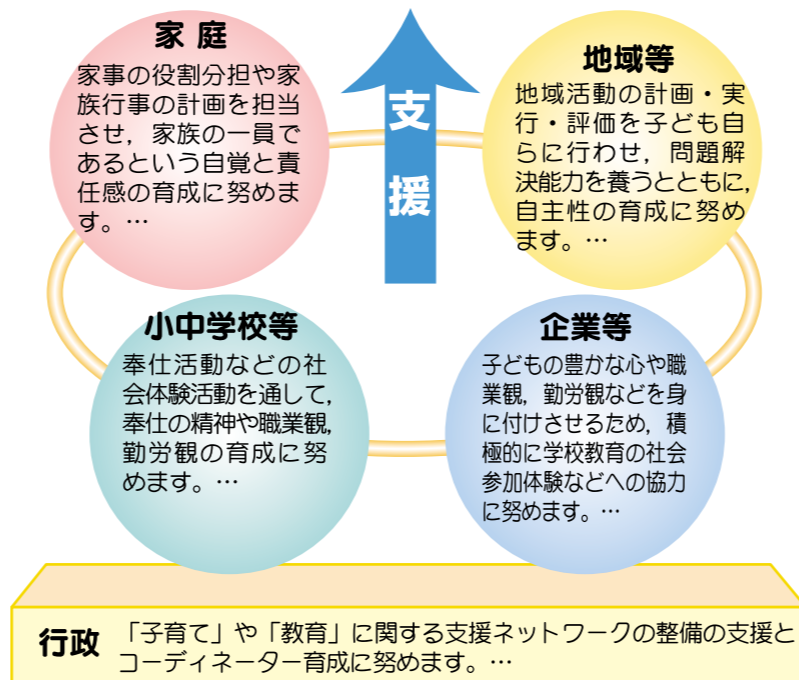 家庭
家事の役割分担や家
族行事の計画を担当
させ，家族の一員で
あるという自覚と責
任感の育成に努めま
す。…
支援
地域等
地域活動の計画・実
行・評価を子ども自
らに行わせ，問題解
決能力を養うとともに，
自主性の育成に努め
ます。…
小中学校等
奉仕活動などの社
会体験活動を通して，
奉仕の精神や職業観，
勤労観の育成に努
めます。…
企業等
子どもの豊かな心や職
業観，勤労観などを身
に付けさせるため，積
極的に学校教育の社会
参加体験などへの協力
に努めます。…
行政
「子育て」や「教育」に関する支援ネットワークの整備の支援と
コーディネーター育成に努めます。…